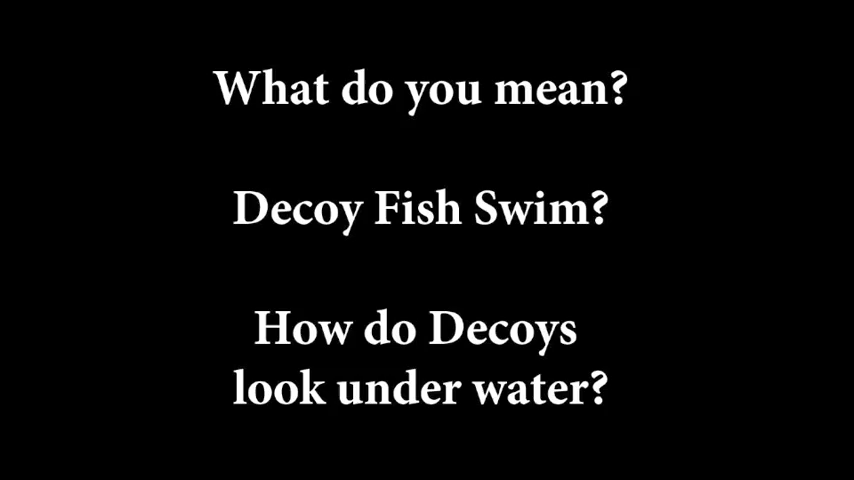 What do you mean?
Decoy Fish Swim?
How do Decoys
look under water?